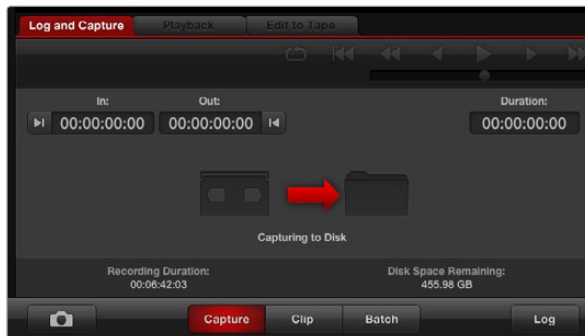 Log and Capture Playback Edit to Tape
In: Out: Duration:
00:00:00:00 00:00:00:00 00:00:00:00
Capturing to Disk
Recording Duration: Disk Space Remaining:
00:06:42:03 455.98 GB
Capture Clip Batch Log